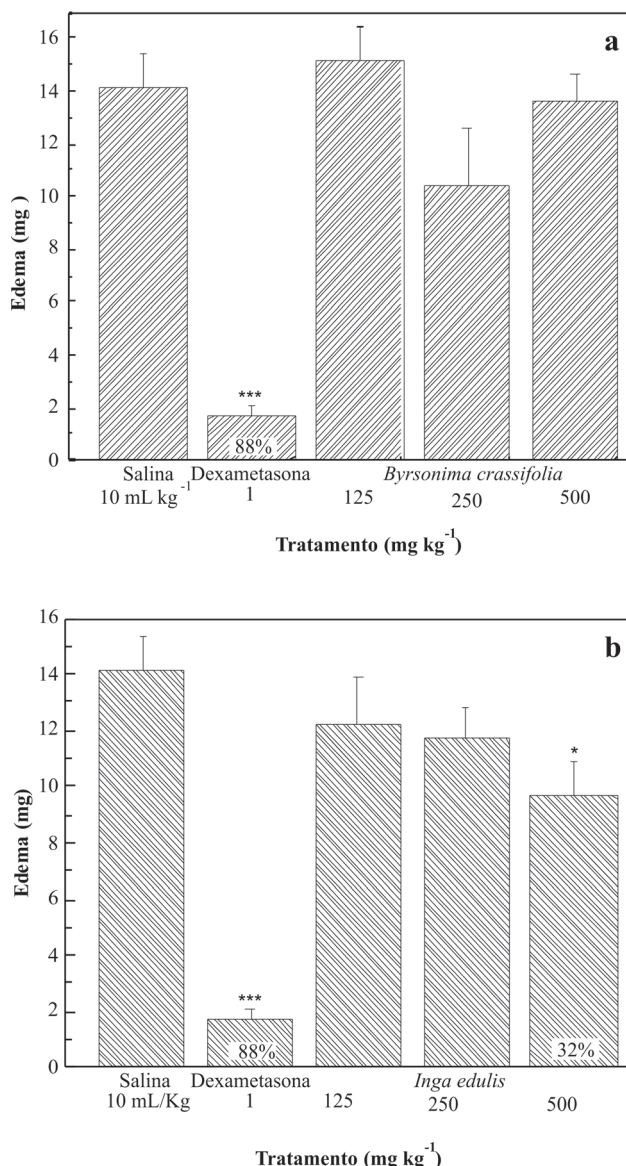 16
a
14
12
10
8
6
4
2
0
Edema (mg)
***
88%
Salina Dexametasona Byrsonima crassifolia
10 mL kg⁻¹ 1 125 250 500
Tratamento (mg kg⁻¹)
16
b
14
12
10
8
6
4
2
0
Edema (mg)
*
***
88% 32%
Salina Dexametasona Inga edulis
10 mL/Kg 1 125 250 500
Tratamento (mg kg⁻¹)